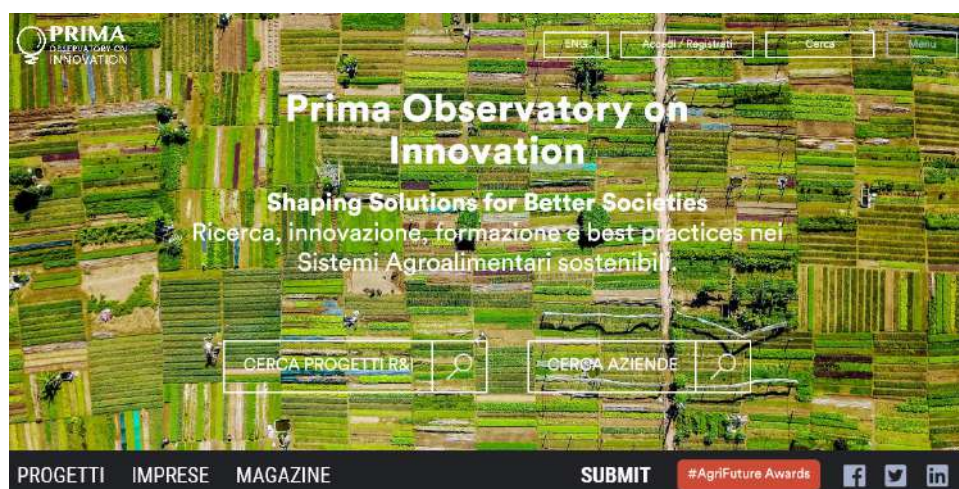 PRIMA
OBSERVATORY ON
INNOVATION
ENG
Accedi / Registrati
Cerca
Menu
Prima Observatory on
Innovation
Shaping Solutions for Better Societies
Ricerca, innovazione, formazione e best practices nei
Sistemi Agroalimentari sostenibili.
CERCA PROGETTI R&I
CERCA AZIENDE
PROGETTI IMPRESE MAGAZINE SUBMIT #AgriFuture Awards